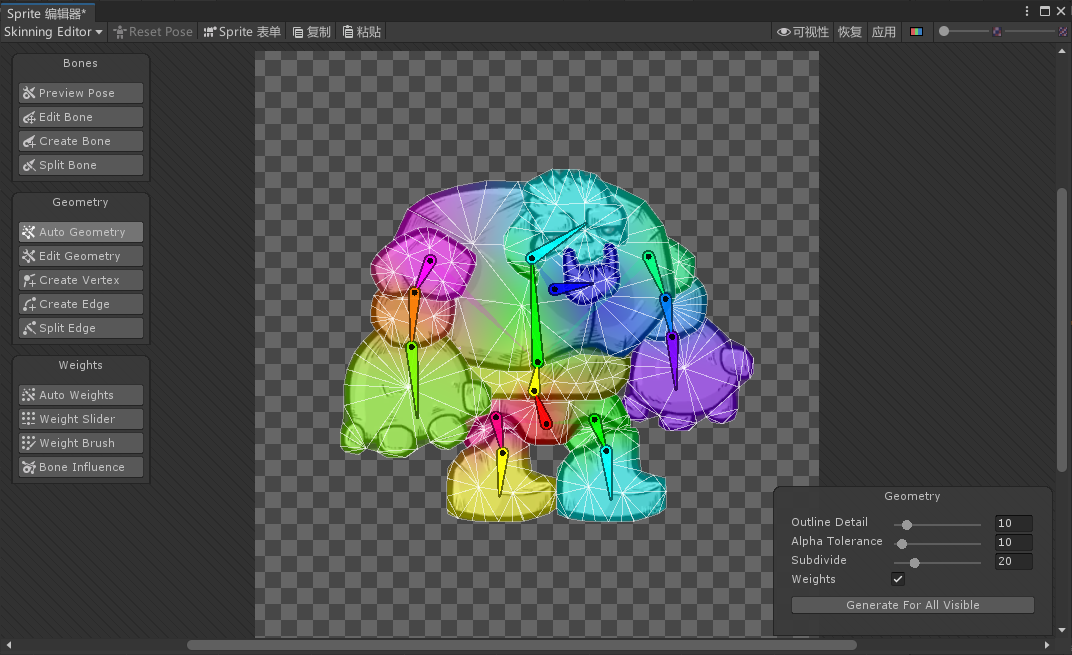 Sprite 编辑器*
Skinning Editor Reset Pose Sprite 表单 复制 粘贴 可视性 恢复 应用
Bones
Preview Pose
Edit Bone
Create Bone
Split Bone
Geometry
Auto Geometry
Edit Geometry
Create Vertex
Create Edge
Split Edge
Weights
Auto Weights
Weight Slider
Weight Brush
Bone Influence
Geometry
Outline Detail 10
Alpha Tolerance 10
Subdivide 20
Weights
Generate For All Visible